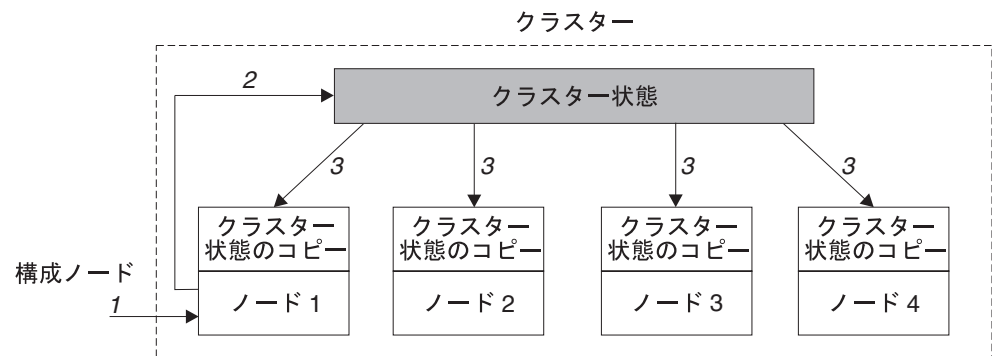 クラスター
2
クラスター状態
3
3
3
3
クラスター
状態のコピー
クラスター
状態のコピー
クラスター
状態のコピー
クラスター
状態のコピー
構成ノード
1
ノード 1
ノード 2
ノード 3
ノード 4